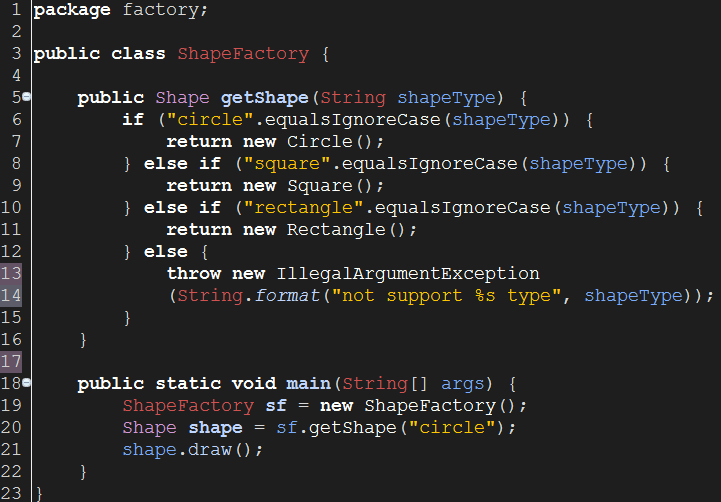 1 package factory;
2
3 public class ShapeFactory {
4
5     public Shape getShape(String shapeType) {
6         if ("circle".equalsIgnoreCase(shapeType)) {
7             return new Circle();
8         } else if ("square".equalsIgnoreCase(shapeType)) {
9             return new Square();
10         } else if ("rectangle".equalsIgnoreCase(shapeType)) {
11             return new Rectangle();
12         } else {
13             throw new IllegalArgumentException
14             (String.format("not support %s type", shapeType));
15         }
16     }
17
18     public static void main(String[] args) {
19         ShapeFactory sf = new ShapeFactory();
20         Shape shape = sf.getShape("circle");
21         shape.draw();
22     }
23 }